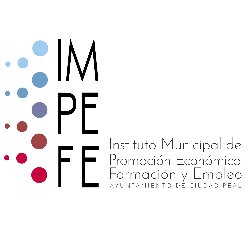 IM
PE
FE
Instituto Municipal de
Promoción Económica
Formación y Empleo
AYUNTAMIENTO DE CIUDAD REAL